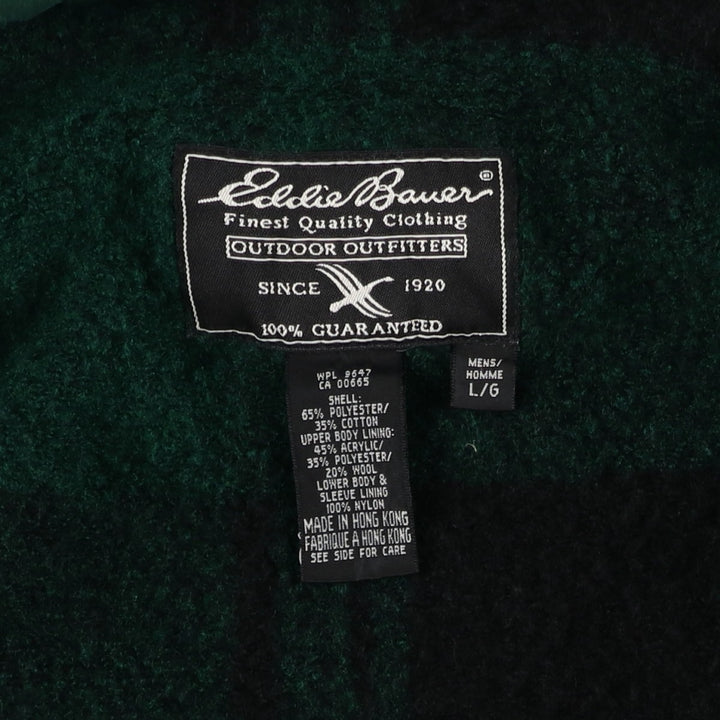 Eddie Bauer®
Finest Quality Clothing
OUTDOOR OUTFITTERS
SINCE 1920
100% GUARANTEED
MENS/
HOMME
L/G
WPL 9647
CA 00665
SHELL:
65% POLYESTER/
35% COTTON
UPPER BODY LINING:
45% ACRYLIC/
35% POLYESTER/
20% WOOL
LOWER BODY &
SLEEVE LINING
100% NYLON
MADE IN HONG KONG
FABRIQUE A HONG KONG
SEE SIDE FOR CARE